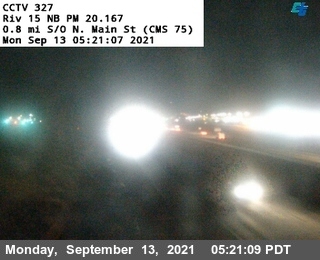 CCTV 327
Riv 15 NB PM 20.167
0.8 mi S/O N. Main St (CMS 75)
Mon Sep 13 05:21:07 2021
Monday, September 13, 2021 05:21:09 PDT